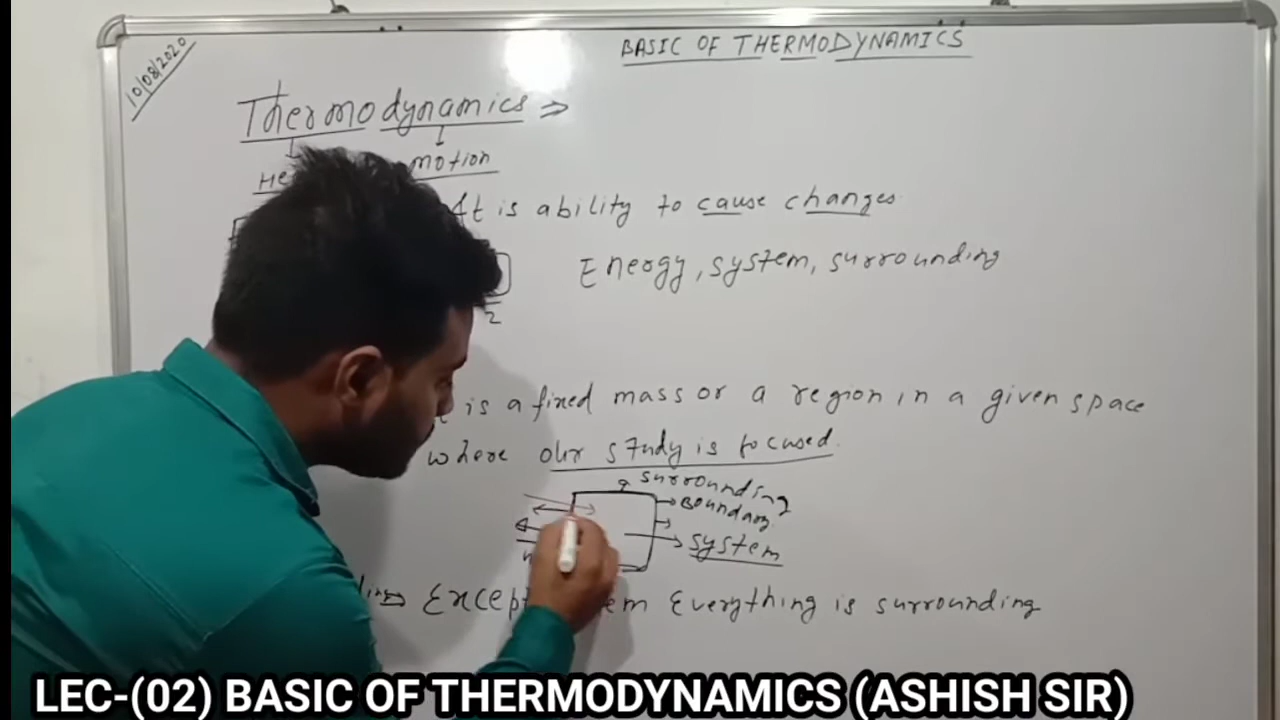 BASIC OF THERMODYNAMICS
10/08/2020
Thermodynamics ⇒
motion
It is ability to cause changes
Energy, system, surrounding
2
is a fixed mass or a region in a given space
where our study is focused.
surrounding
Boundary
system
Except Everything is surrounding
LEC-(02) BASIC OF THERMODYNAMICS (ASHISH SIR)